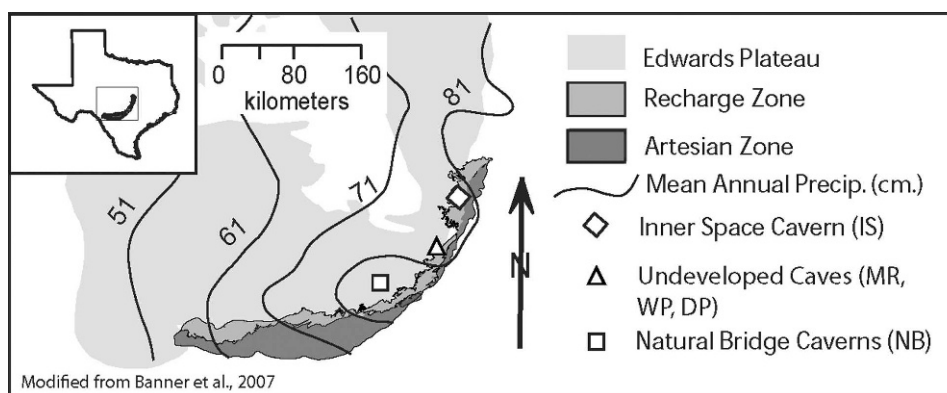 0 80 160
kilometers
51
61
71
81
Edwards Plateau
Recharge Zone
Artesian Zone
Mean Annual Precip. (cm.)
N
Inner Space Cavern (IS)
Undeveloped Caves (MR,
WP, DP)
Natural Bridge Caverns (NB)
Modified from Banner et al., 2007